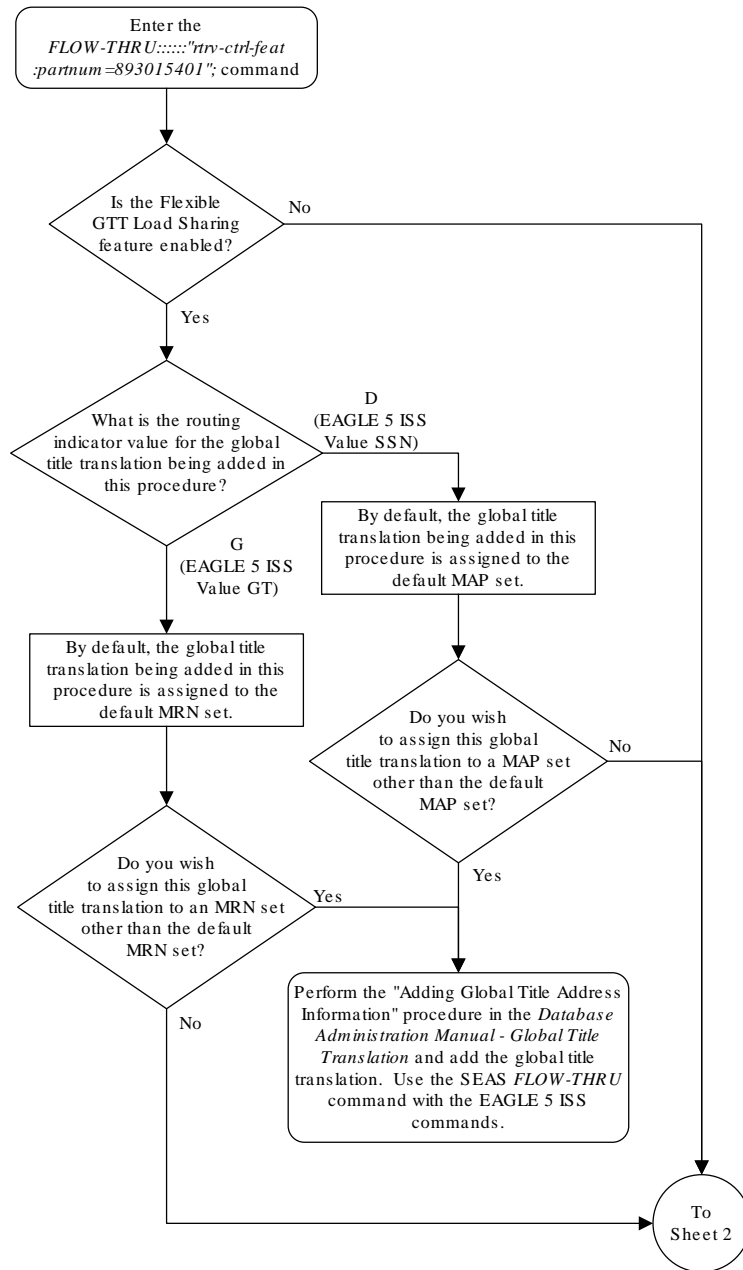 Enter the
FLOW-THRU::::::"rtrv-ctrl-feat
:partnum=893015401"; command
Is the Flexible
GTT Load Sharing
feature enabled?
No
Yes
What is the routing
indicator value for the global
title translation being added in
this procedure?
D
(EAGLE 5 ISS
Value SSN)
G
(EAGLE 5 ISS
Value GT)
By default, the global title
translation being added in this
procedure is assigned to the
default MAP set.
By default, the global title
translation being added in this
procedure is assigned to the
default MRN set.
Do you wish
to assign this global
title translation to a MAP set
other than the default
MAP set?
No
Yes
Do you wish
to assign this global
title translation to an MRN set
other than the default
MRN set?
Yes
No
Perform the "Adding Global Title Address
Information" procedure in the Database
Administration Manual - Global Title
Translation and add the global title
translation. Use the SEAS FLOW-THRU
command with the EAGLE 5 ISS
commands.
To
Sheet 2